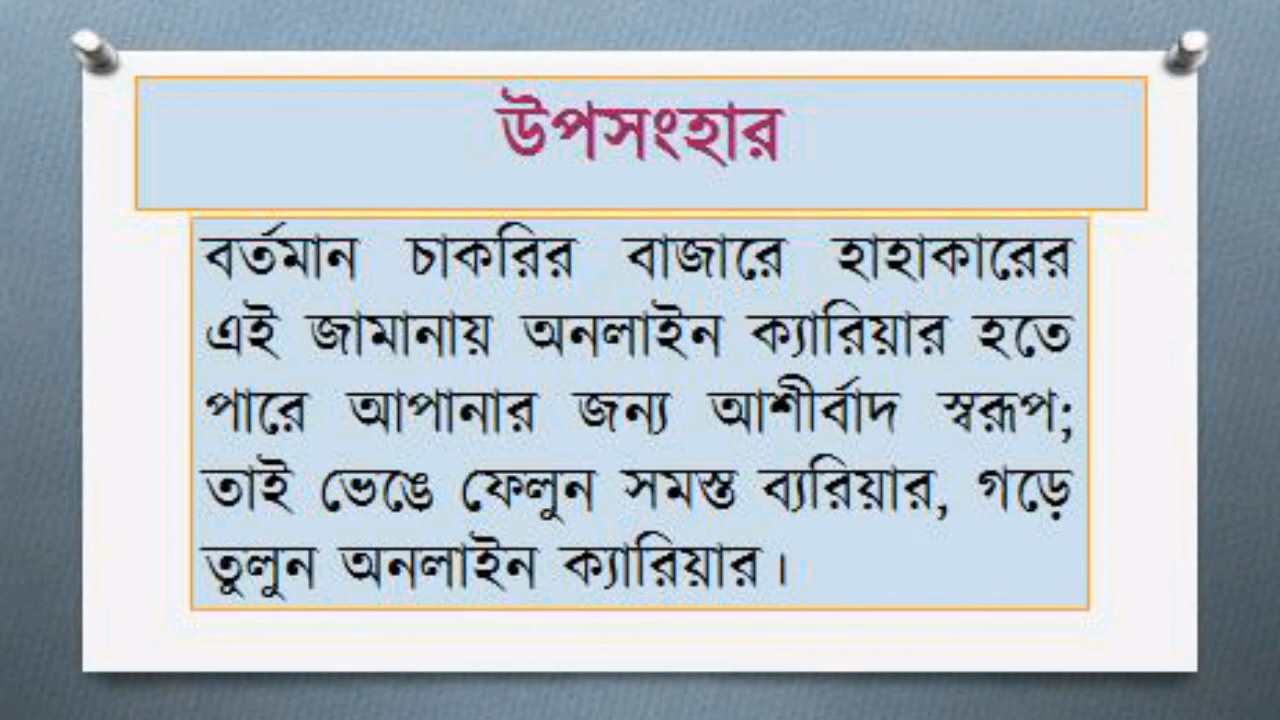 উপসংহার
বর্তমান চাকরির বাজারে হাহাকারের
এই জামানায় অনলাইন ক্যারিয়ার হতে
পারে আপানার জন্য আশীর্বাদ স্বরূপ;
তাই ভেঙে ফেলুন সমস্ত ব্যরিয়ার, গড়ে
তুলুন অনলাইন ক্যারিয়ার।